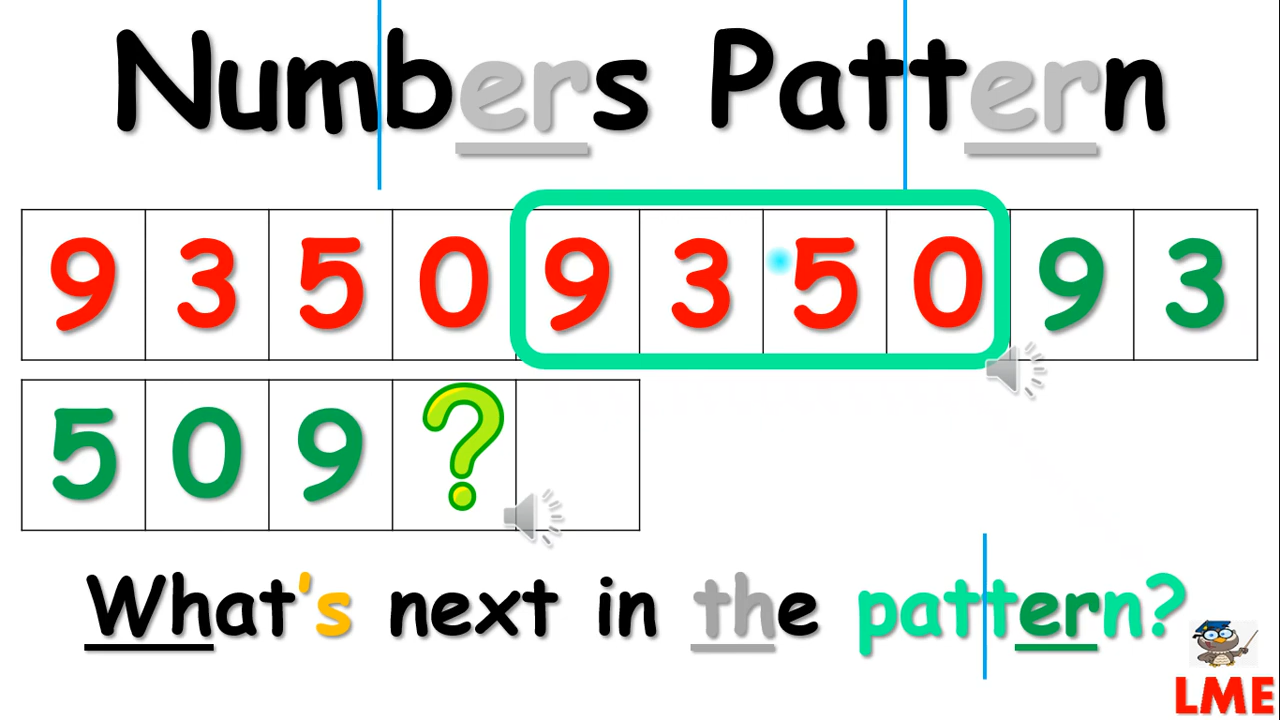 Numbers Pattern
9 3 5 0 9 3 5 0 9 3
5 0 9 ?
What's next in the pattern?
LME